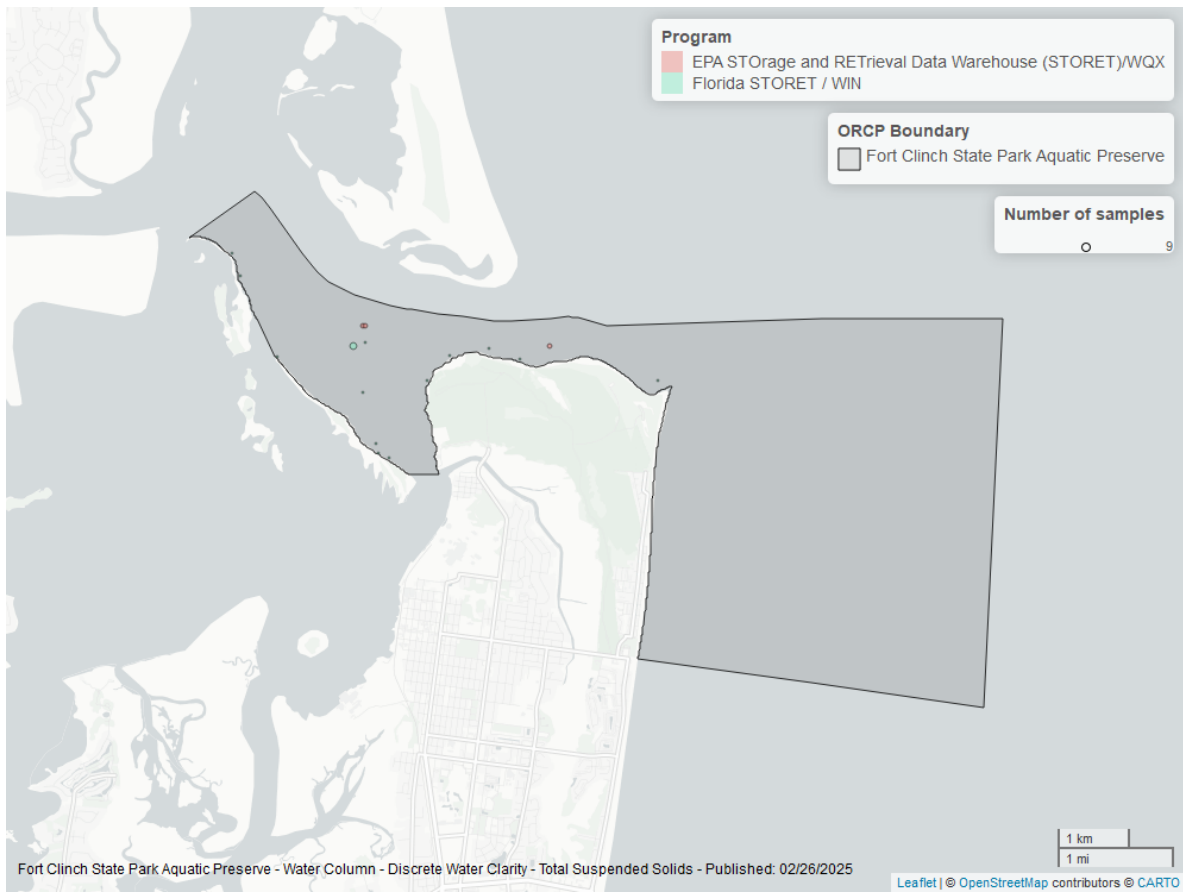 Program
EPA STOrage and RETrieval Data Warehouse (STORET)/WQX
Florida STORET / WIN
ORCP Boundary
Fort Clinch State Park Aquatic Preserve
Number of samples
9
1 km
1 mi
Fort Clinch State Park Aquatic Preserve - Water Column - Discrete Water Clarity - Total Suspended Solids - Published: 02/26/2025
Leaflet | © OpenStreetMap contributors © CARTO